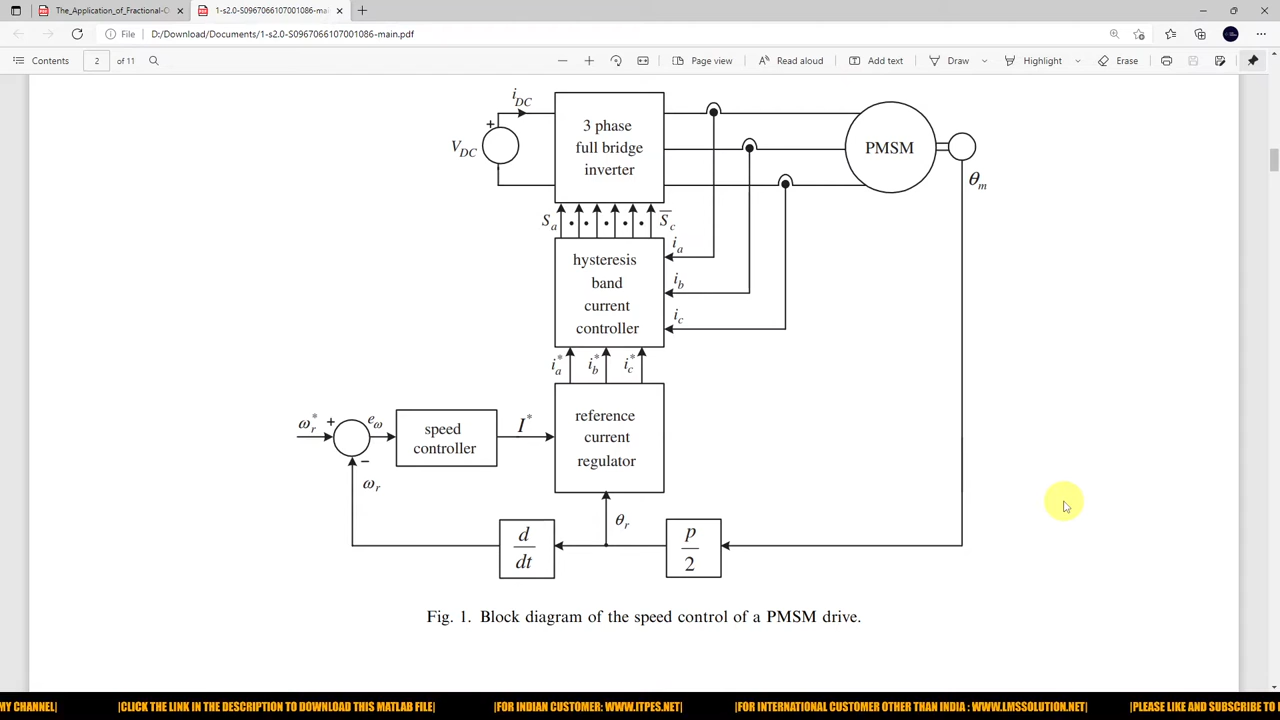 The_Application_of_Fractional-O
1-s2.0-S0967066107001086-mai
File
D:/Download/Documents/1-s2.0-S0967066107001086-main.pdf
Contents
2
of 11
Page view
Read aloud
Add text
Draw
Highlight
Erase
i_DC
+
V_DC
3 phase
full bridge
inverter
PMSM
θ_m
S_a
S̅_c
i_a
i_b
i_c
hysteresis
band
current
controller
i_a^*
i_b^*
i_c^*
ω_r^*
+
−
e_ω
speed
controller
I^*
reference
current
regulator
ω_r
θ_r
d
dt
p
2
Fig. 1. Block diagram of the speed control of a PMSM drive.
MY CHANNEL|
|CLICK THE LINK IN THE DESCRIPTION TO DOWNLOAD THIS MATLAB FILE|
|FOR INDIAN CUSTOMER: WWW.ITPES.NET|
|FOR INTERNATIONAL CUSTOMER OTHER THAN INDIA : WWW.LMSSOLUTION.NET|
|PLEASE LIKE AND SUBSCRIBE TO